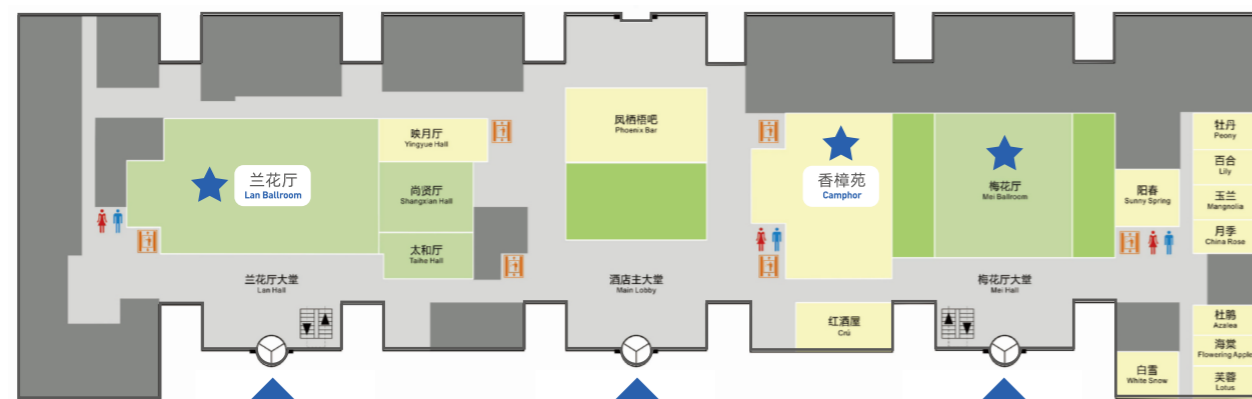 兰花厅
Lan Ballroom
映月厅
Yingyue Hall
尚贤厅
Shangxian Hall
太和厅
Taihe Hall
兰花厅大堂
Lan Hall
凤栖梧吧
Phoenix Bar
酒店主大堂
Main Lobby
香樟苑
Camphor
红酒屋
Crú
梅花厅
Mei Ballroom
梅花厅大堂
Mei Hall
阳春
Sunny Spring
白雪
White Snow
牡丹
Peony
百合
Lily
玉兰
Mangnolia
月季
China Rose
杜鹃
Azalea
海棠
Flowering Apple
芙蓉
Lotus